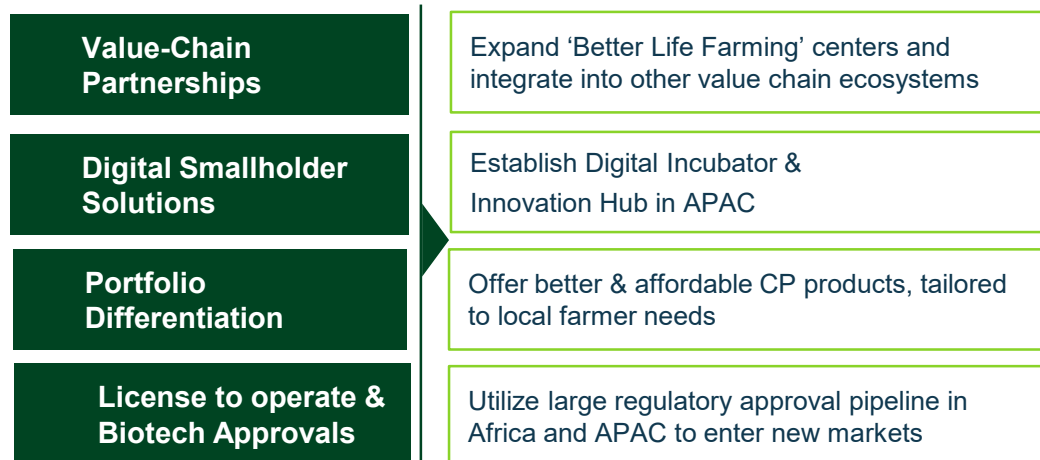 Value-Chain
Partnerships
Expand ‘Better Life Farming’ centers and
integrate into other value chain ecosystems
Digital Smallholder
Solutions
Establish Digital Incubator &
Innovation Hub in APAC
Portfolio
Differentiation
Offer better & affordable CP products, tailored
to local farmer needs
License to operate &
Biotech Approvals
Utilize large regulatory approval pipeline in
Africa and APAC to enter new markets